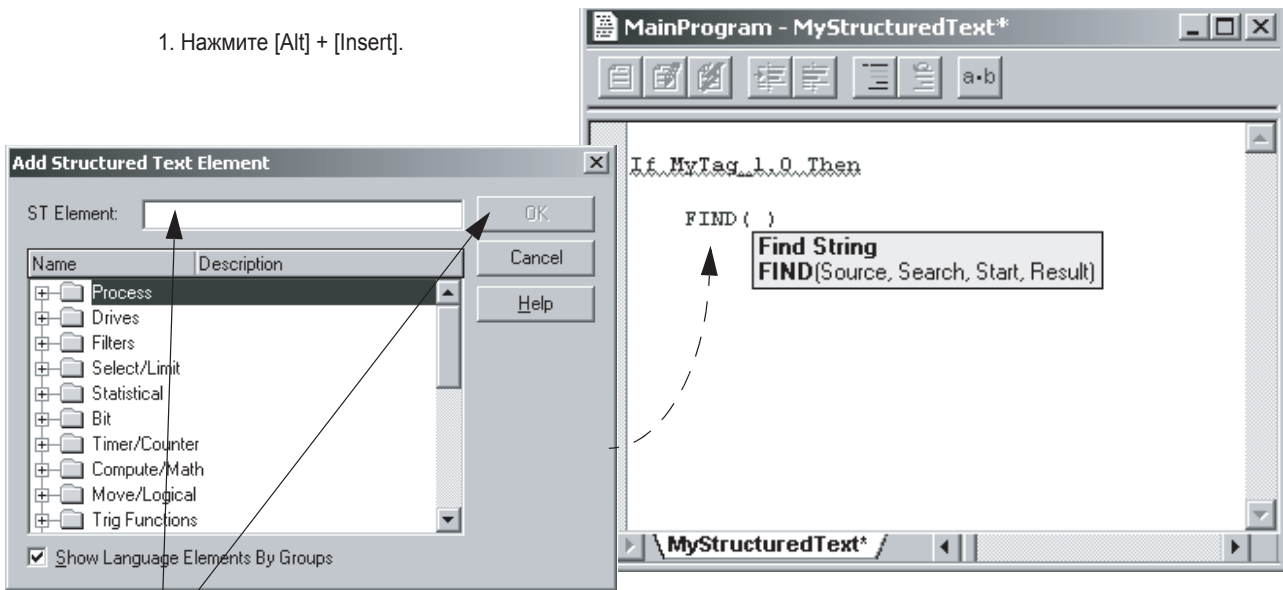 1. Нажмите [Alt] + [Insert].
MainProgram - MyStructuredText*
a•b
If MyTag_1.0 Then
FIND( )
Find String
FIND(Source, Search, Start, Result)
MyStructuredText*
Add Structured Text Element
ST Element:
OK
Cancel
Help
Name Description
Process
Drives
Filters
Select/Limit
Statistical
Bit
Timer/Counter
Compute/Math
Move/Logical
Trig Functions
Show Language Elements By Groups